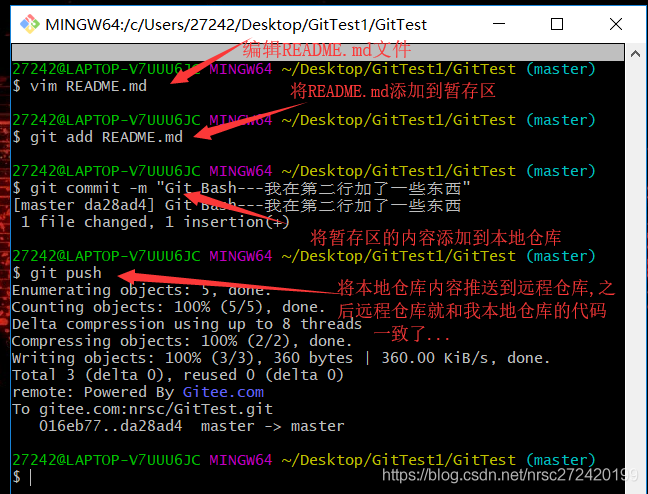 MINGW64:/c/Users/27242/Desktop/GitTest1/GitTest
编辑README.md文件
27242@LAPTOP-V7UUU6JC MINGW64 ~/Desktop/GitTest1/GitTest (master)
$ vim README.md
将README.md添加到暂存区
27242@LAPTOP-V7UUU6JC MINGW64 ~/Desktop/GitTest1/GitTest (master)
$ git add README.md
27242@LAPTOP-V7UUU6JC MINGW64 ~/Desktop/GitTest1/GitTest (master)
$ git commit -m "Git Bash---我在第二行加了一些东西"
[master da28ad4] Git Bash---我在第二行加了一些东西
1 file changed, 1 insertion(+)
将暂存区的内容添加到本地仓库
27242@LAPTOP-V7UUU6JC MINGW64 ~/Desktop/GitTest1/GitTest (master)
$ git push
Enumerating objects: 5, done.
将本地仓库内容推送到远程仓库,之
Counting objects: 100% (5/5), done.
后远程仓库就和我本地仓库的代码
Delta compression using up to 8 threads
一致了...
Compressing objects: 100% (2/2), done.
Writing objects: 100% (3/3), 360 bytes | 360.00 KiB/s, done.
Total 3 (delta 0), reused 0 (delta 0)
remote: Powered By Gitee.com
To gitee.com:nrsc/GitTest.git
016eb77..da28ad4 master -> master
27242@LAPTOP-V7UUU6JC MINGW64 ~/Desktop/GitTest1/GitTest (master)
$
https://blog.csdn.net/nrsc272420199